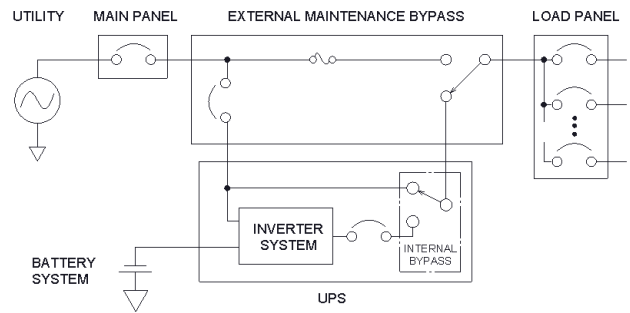 UTILITY
MAIN PANEL
EXTERNAL MAINTENANCE BYPASS
LOAD PANEL
INVERTER
SYSTEM
INTERNAL
BYPASS
BATTERY
SYSTEM
UPS